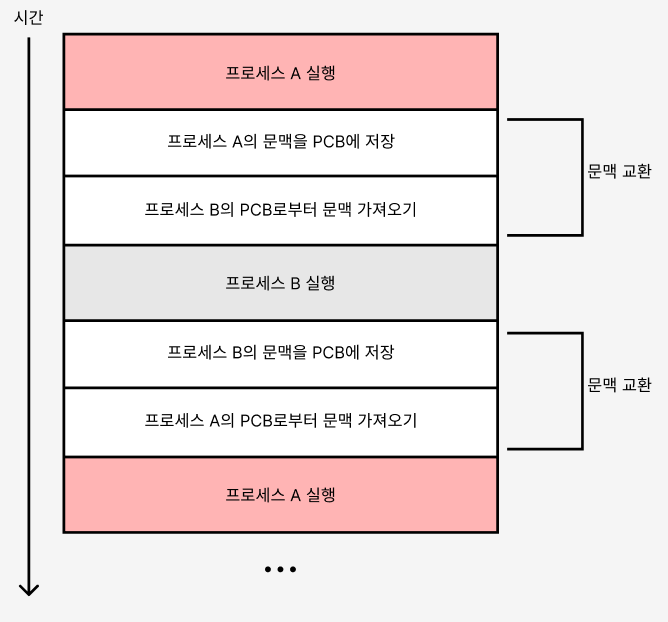 시간
프로세스 A 실행
프로세스 A의 문맥을 PCB에 저장
문맥 교환
프로세스 B의 PCB로부터 문맥 가져오기
프로세스 B 실행
프로세스 B의 문맥을 PCB에 저장
문맥 교환
프로세스 A의 PCB로부터 문맥 가져오기
프로세스 A 실행
•••